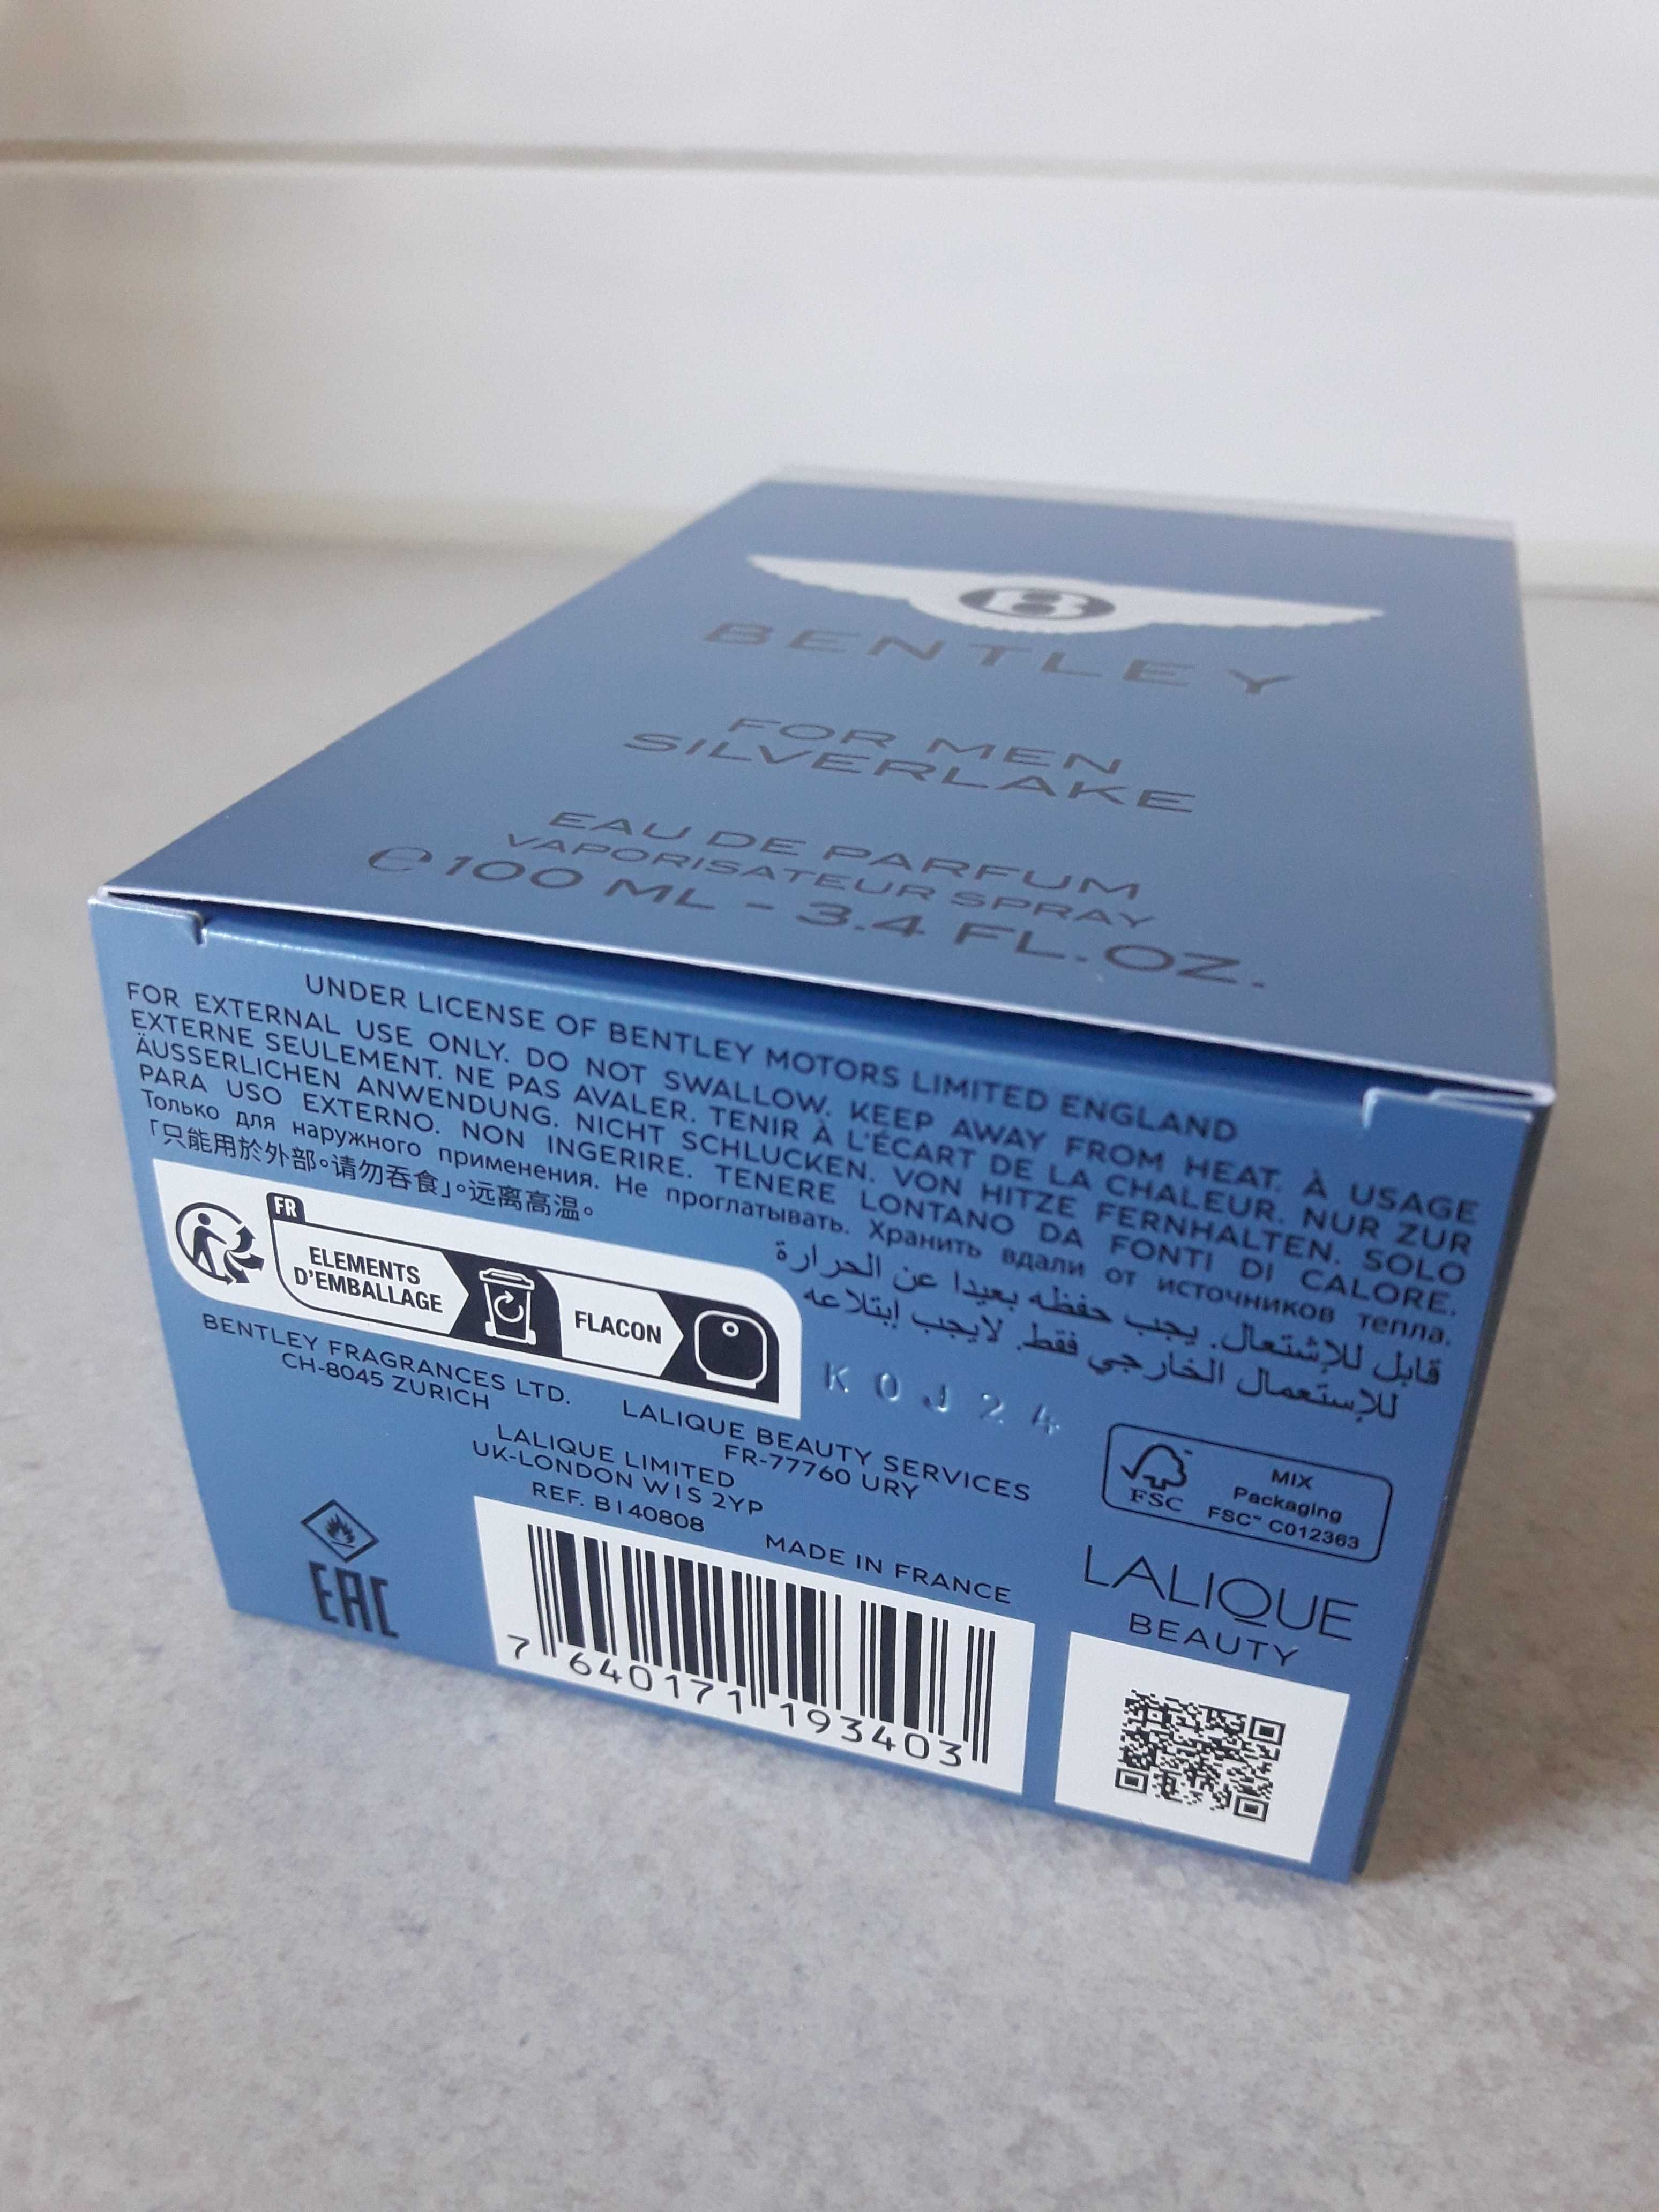 B
BENTLEY
FOR MEN
SILVERLAKE
EAU DE PARFUM
VAPORISATEUR SPRAY
℮ 100 ML - 3.4 FL.OZ.
UNDER LICENSE OF BENTLEY MOTORS LIMITED ENGLAND
FOR EXTERNAL USE ONLY. DO NOT SWALLOW. KEEP AWAY FROM HEAT. À USAGE
EXTERNE SEULEMENT. NE PAS AVALER. TENIR À L'ÉCART DE LA CHALEUR. NUR ZUR
ÄUSSERLICHEN ANWENDUNG. NICHT SCHLUCKEN. VON HITZE FERNHALTEN. SOLO
PARA USO EXTERNO. NON INGERIRE. TENERE LONTANO DA FONTI DI CALORE.
Только для наружного применения. Не проглатывать. Хранить вдали от источников тепла.
「只能用於外部。请勿吞食」。远离高温。
قابل للإشتعال. يجب حفظه بعيدا عن الحرارة
للإستعمال الخارجي فقط. لايجب إبتلاعه
FR
ELEMENTS
D'EMBALLAGE
FLACON
K0J24
BENTLEY FRAGRANCES LTD.
CH-8045 ZURICH
LALIQUE BEAUTY SERVICES
FR-77760 URY
LALIQUE LIMITED
UK-LONDON W1S 2YP
REF. B140808
MADE IN FRANCE
FSC
MIX
Packaging
FSC™ C012363
LALIQUE
BEAUTY
EAC
7 640171 193403